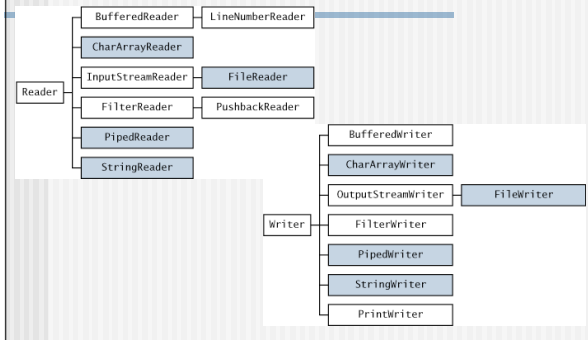 BufferedReader LineNumberReader
CharArrayReader
InputStreamReader FileReader
Reader
FilterReader PushbackReader
PipedReader
StringReader
BufferedWriter
CharArrayWriter
OutputStreamWriter FileWriter
Writer FilterWriter
PipedWriter
StringWriter
PrintWriter